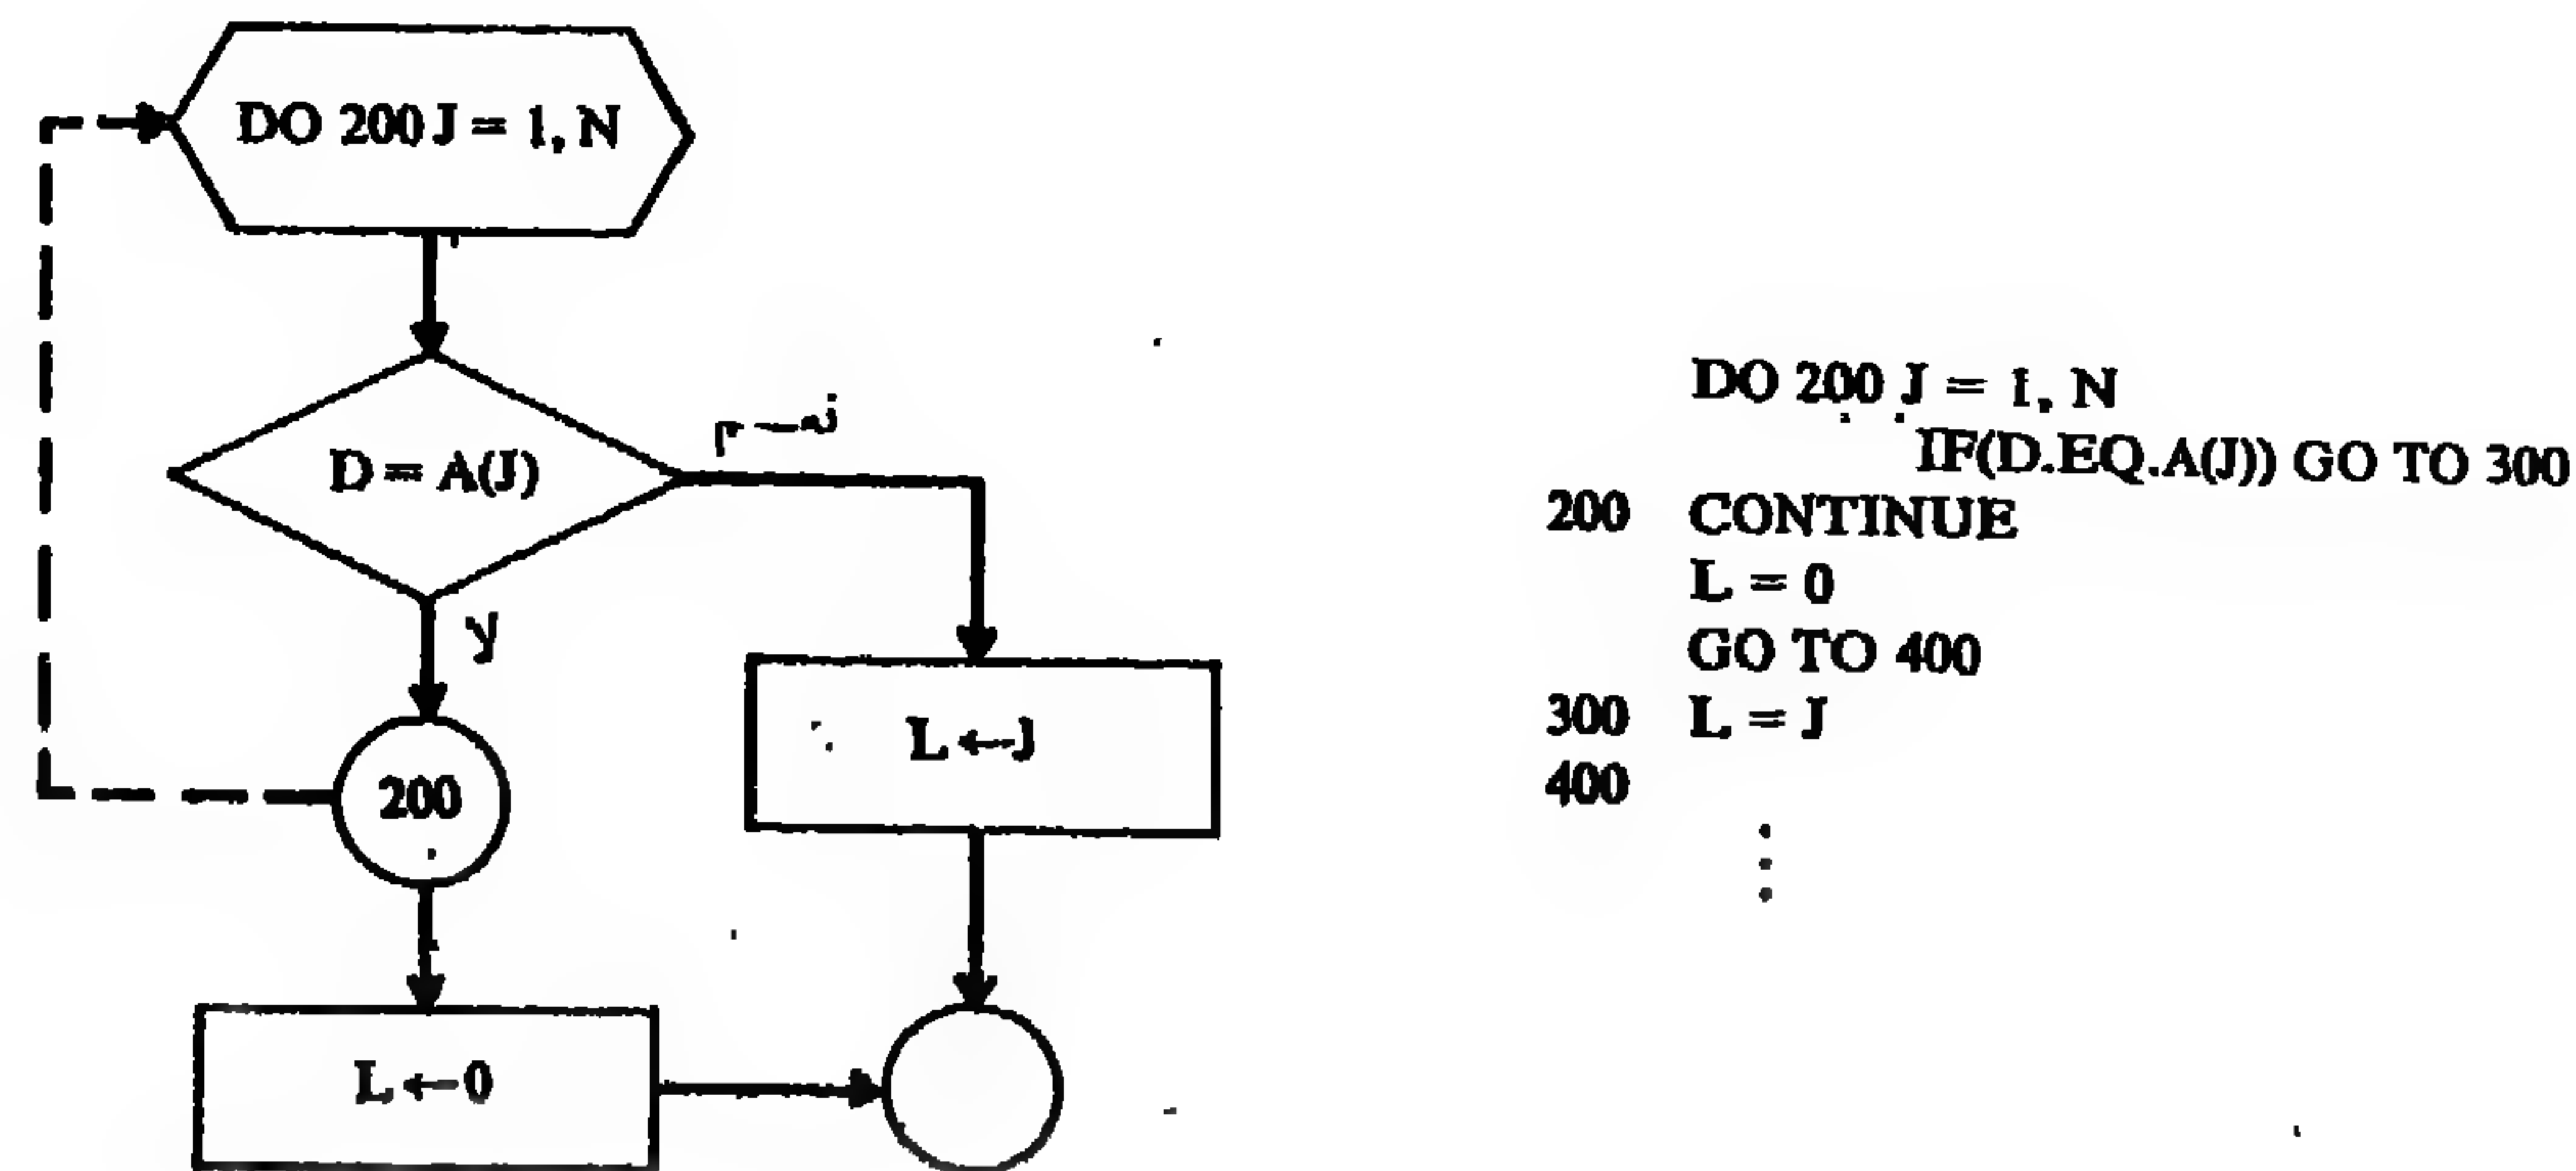 DO 200 J = 1, N
D = A(J)
y
200
L ← J
L ← 0
DO 200 J = 1, N
IF(D.EQ.A(J)) GO TO 300
200 CONTINUE
L = 0
GO TO 400
300 L = J
400